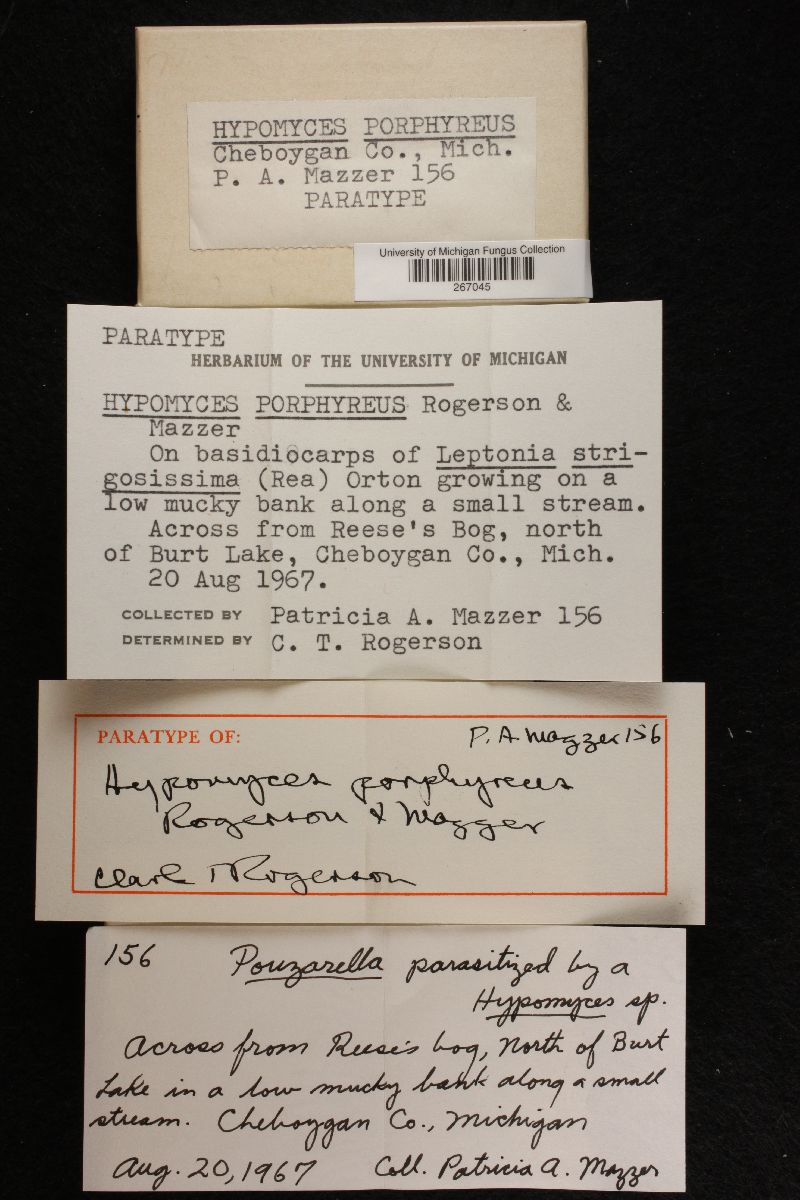 HYPOMYCES PORPHYREUS
Cheboygan Co., Mich.
P. A. Mazzer 156
PARATYPE
University of Michigan Fungus Collection
267045
PARATYPE
HERBARIUM OF THE UNIVERSITY OF MICHIGAN
HYPOMYCES PORPHYREUS Rogerson &
Mazzer
On basidiocarps of Leptonia stri-
gosissima (Rea) Orton growing on a
low mucky bank along a small stream.
Across from Reese's Bog, north
of Burt Lake, Cheboygan Co., Mich.
20 Aug 1967.
COLLECTED BY Patricia A. Mazzer 156
DETERMINED BY C. T. Rogerson
PARATYPE OF: P. A. Mazzer 156
Hypomyces porphyreus
Rogerson & Mazzer
Clark T Rogerson
156 Pouzarella parasitized by a
Hypomyces sp.
Across from Reese's bog, North of Burt
Lake in a low mucky bank along a small
stream. Cheboygan Co., Michigan
Aug. 20, 1967 Coll. Patricia A. Mazzer